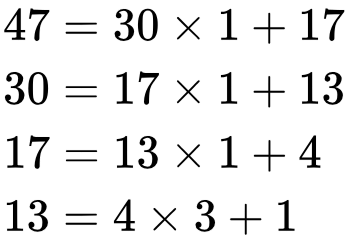 47 = 30 × 1 + 17
30 = 17 × 1 + 13
17 = 13 × 1 + 4
13 = 4 × 3 + 1